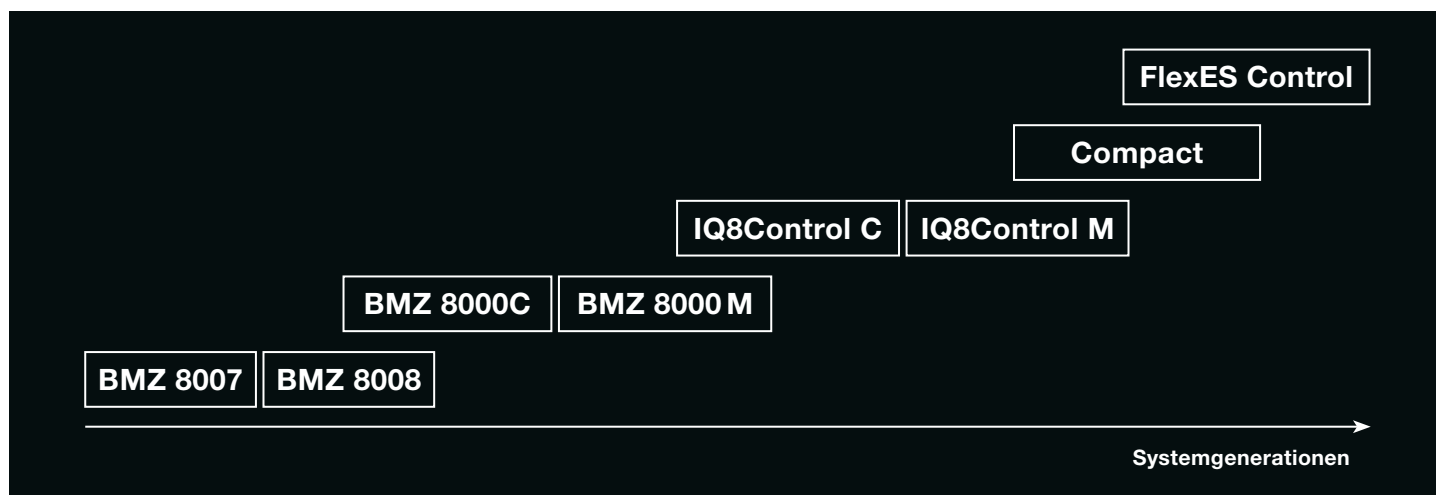 FlexES Control
Compact
IQ8Control C IQ8Control M
BMZ 8000C BMZ 8000 M
BMZ 8007 BMZ 8008
Systemgenerationen